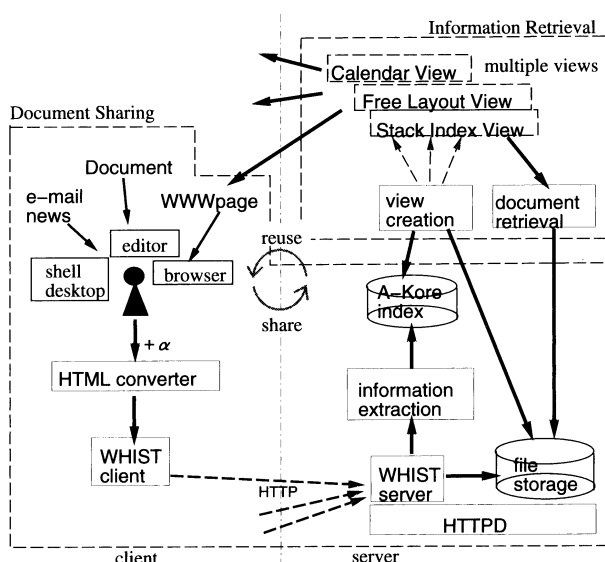 Information Retrieval
Calendar View
multiple views
Free Layout View
Stack Index View
Document Sharing
Document
e-mail
news
WWWpage
editor
shell
desktop
browser
reuse
share
view
creation
document
retrieval
A-Kore
index
+ α
HTML converter
information
extraction
WHIST
client
HTTP
WHIST
server
file
storage
HTTPD
client
server